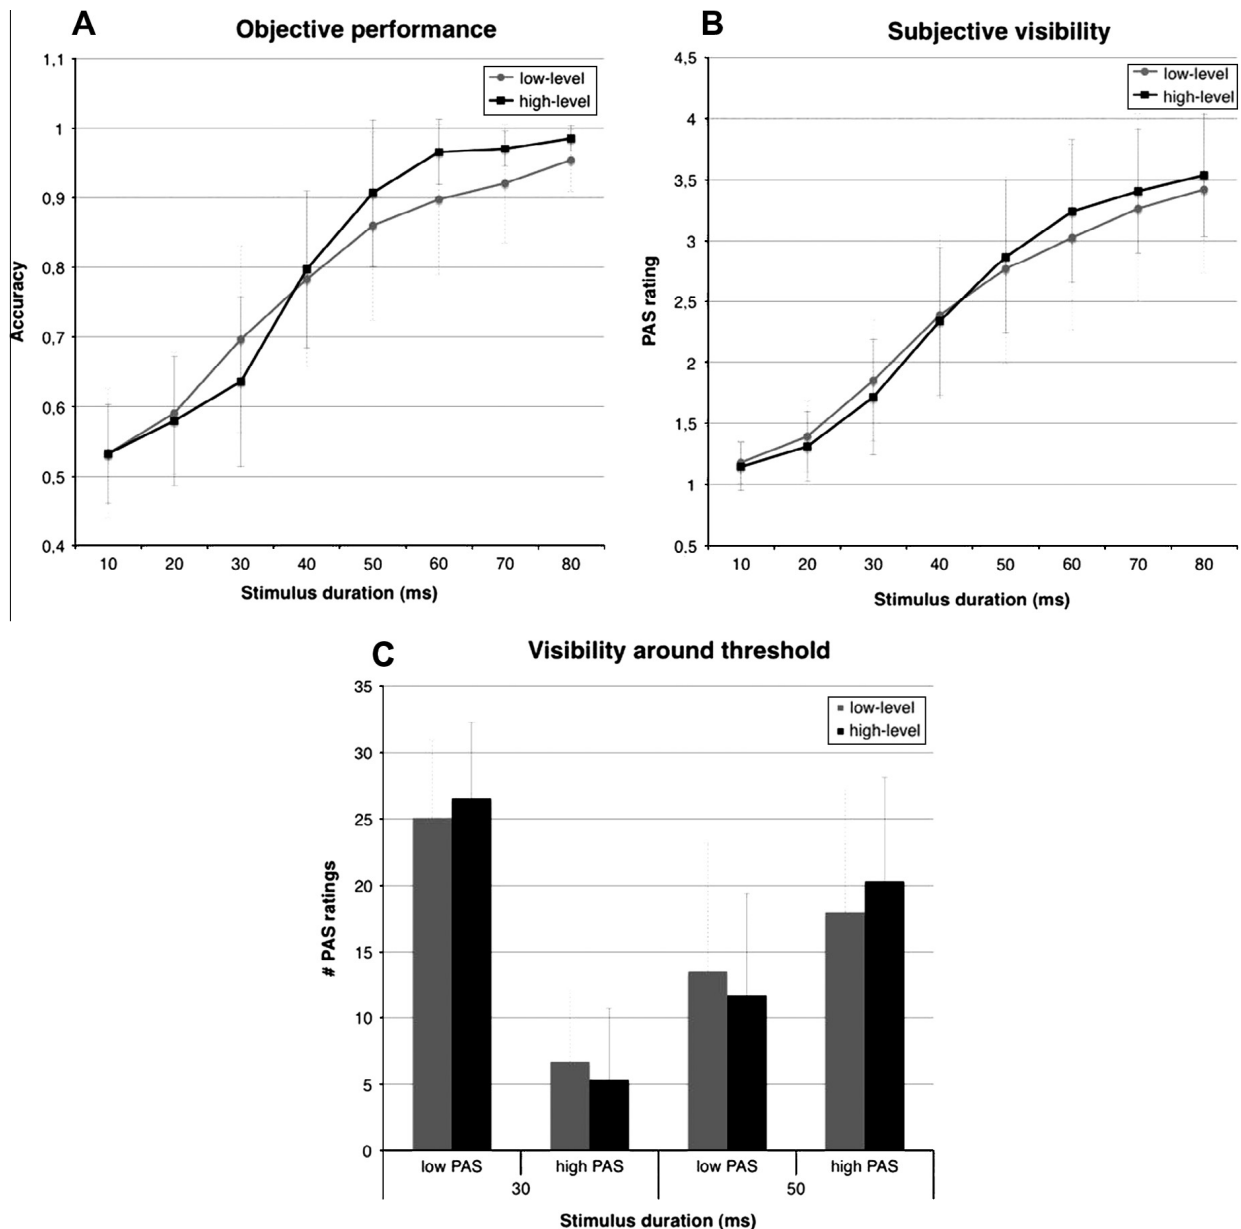 A
Objective performance
1,1
1
0.9
0.8
0.7
0.6
0.5
0.4
Accuracy
low-level
high-level
10 20 30 40 50 60 70 80
Stimulus duration (ms)
B
Subjective visibility
4,5
4
3,5
3
2,5
2
1,5
1
0.5
PAS rating
low-level
high-level
10 20 30 40 50 60 70 80
Stimulus duration (ms)
C
Visibility around threshold
35
30
25
20
15
10
5
0
# PAS ratings
low-level
high-level
low PAS high PAS low PAS high PAS
30 50
Stimulus duration (ms)